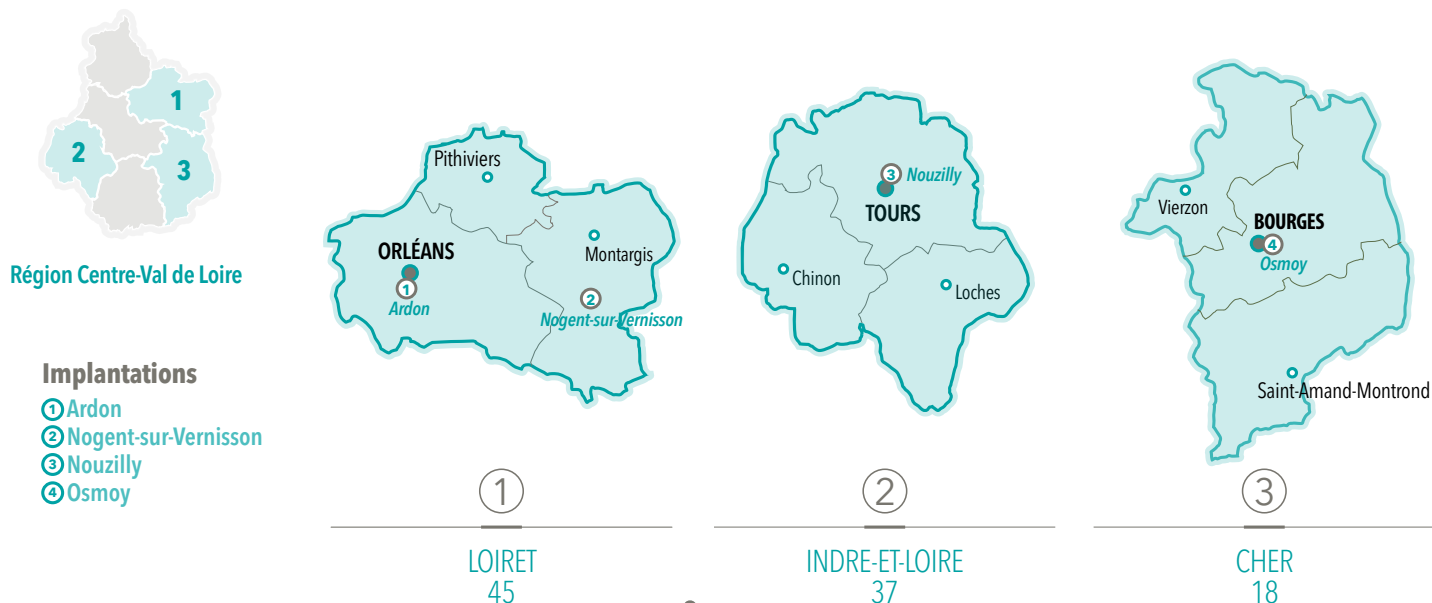 1
2
3
Région Centre-Val de Loire
Implantations
1 Ardon
2 Nogent-sur-Vernisson
3 Nouzilly
4 Osmoy
Pithiviers
ORLÉANS
Montargis
1
Ardon
2
Nogent-sur-Vernisson
1
LOIRET
45
3 Nouzilly
TOURS
Chinon
Loches
2
INDRE-ET-LOIRE
37
Vierzon
BOURGES
4
Osmoy
Saint-Amand-Montrond
3
CHER
18